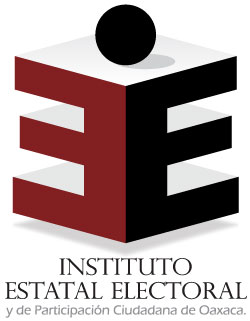 INSTITUTO
ESTATAL ELECTORAL
y de Participación Ciudadana de Oaxaca.